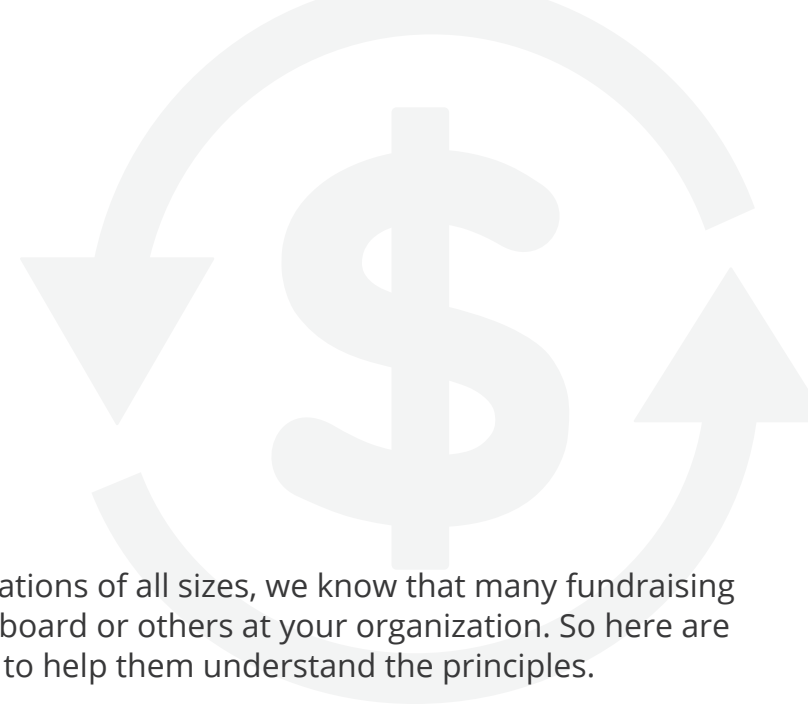 ations of all sizes, we know that many fundraising
board or others at your organization. So here are
to help them understand the principles.